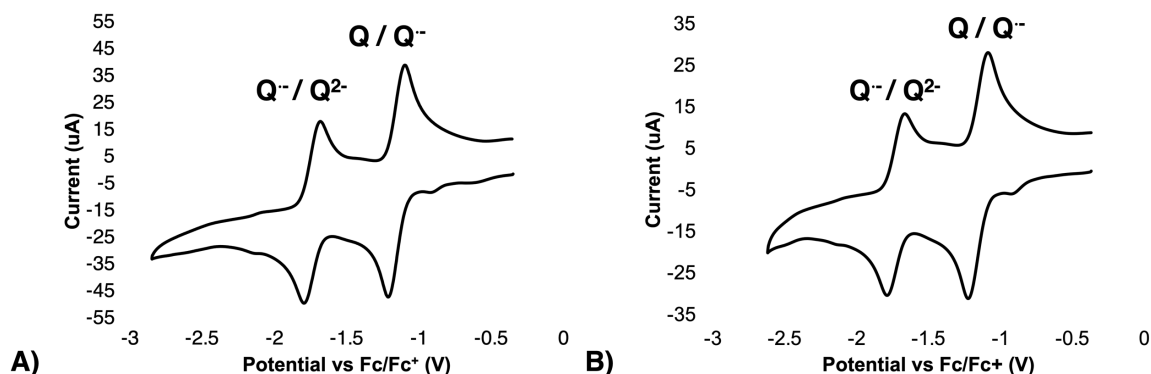 55
45
35
25
15
5
-5
-15
-25
-35
-45
-55
Current (uA)
Q / Q·-
Q·- / Q2-
-3 -2.5 -2 -1.5 -1 -0.5 0
Potential vs Fc/Fc+ (V)
A)
35
25
15
5
-5
-15
-25
-35
Current (uA)
Q / Q·-
Q·- / Q2-
-3 -2.5 -2 -1.5 -1 -0.5 0
Potential vs Fc/Fc+ (V)
B)